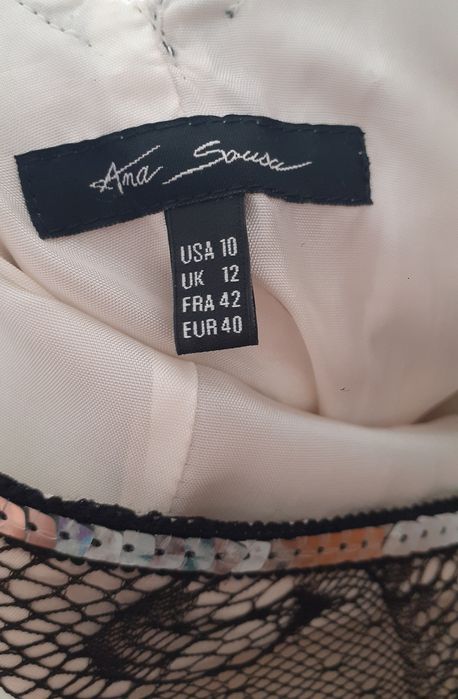 Ana Sousa
USA 10
UK 12
FRA 42
EUR 40